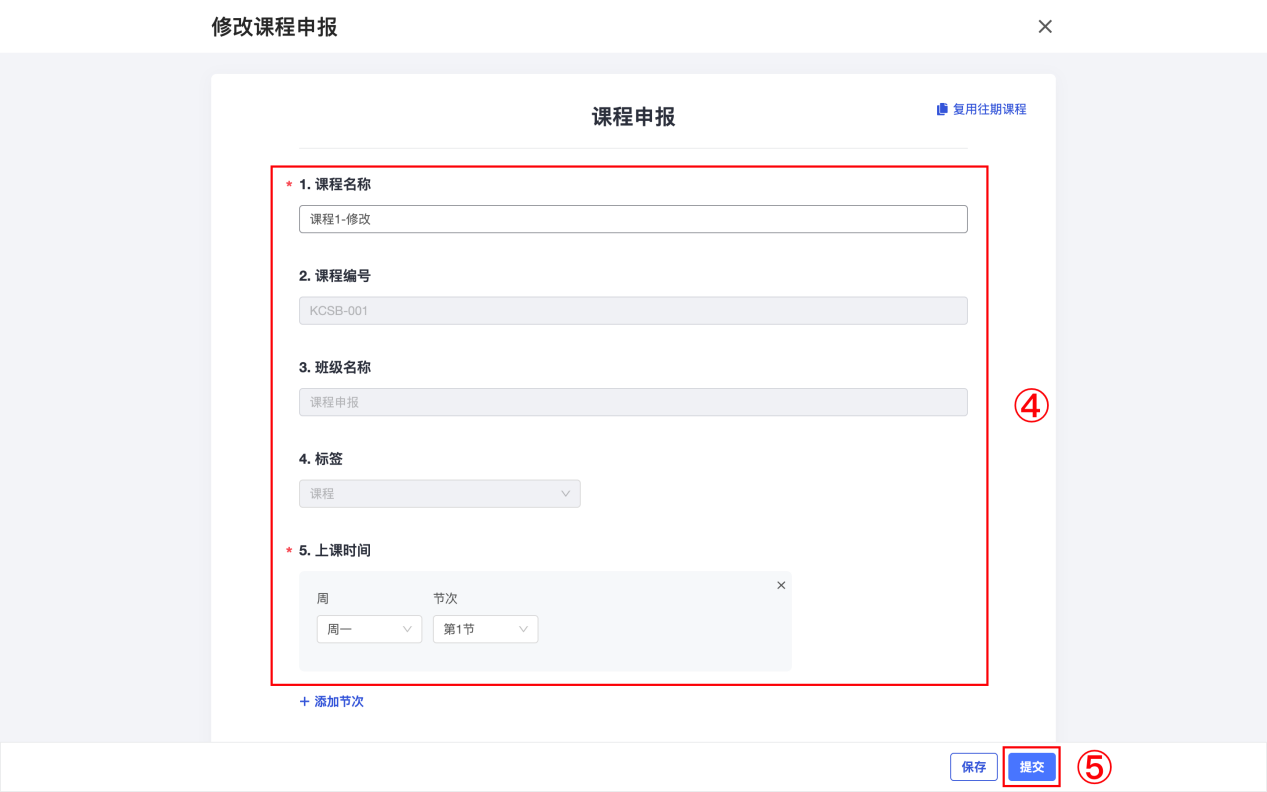 修改课程申报
课程申报
复用往期课程
* 1. 课程名称
课程1-修改
2. 课程编号
KCSB-001
3. 班级名称
课程申报
④
4. 标签
课程
* 5. 上课时间
周 节次
周一 第1节
+ 添加节次
保存 提交 ⑤